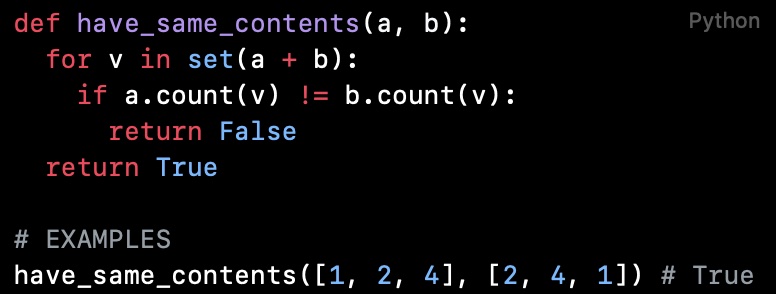 Python
def have_same_contents(a, b):
  for v in set(a + b):
    if a.count(v) != b.count(v):
      return False
  return True

# EXAMPLES
have_same_contents([1, 2, 4], [2, 4, 1]) # True